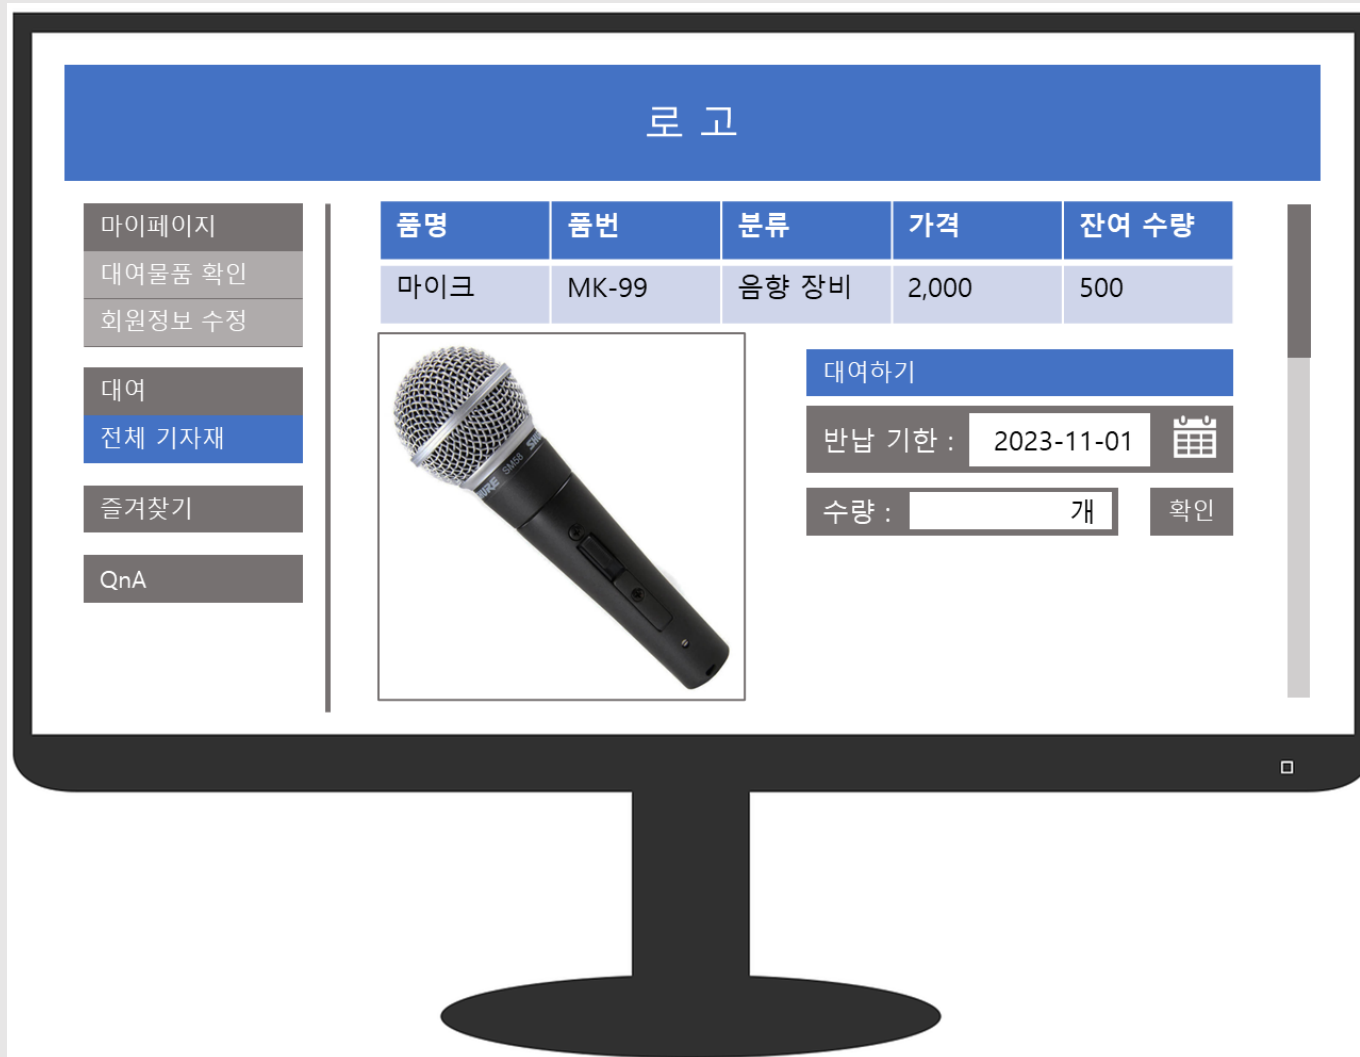 로 고
마이페이지
대여물품 확인
회원정보 수정
대여
전체 기자재
즐겨찾기
QnA
품명 품번 분류 가격 잔여 수량
마이크 MK-99 음향 장비 2,000 500
SM58
대여하기
반납 기한 : 2023-11-01
수량 : 개 확인